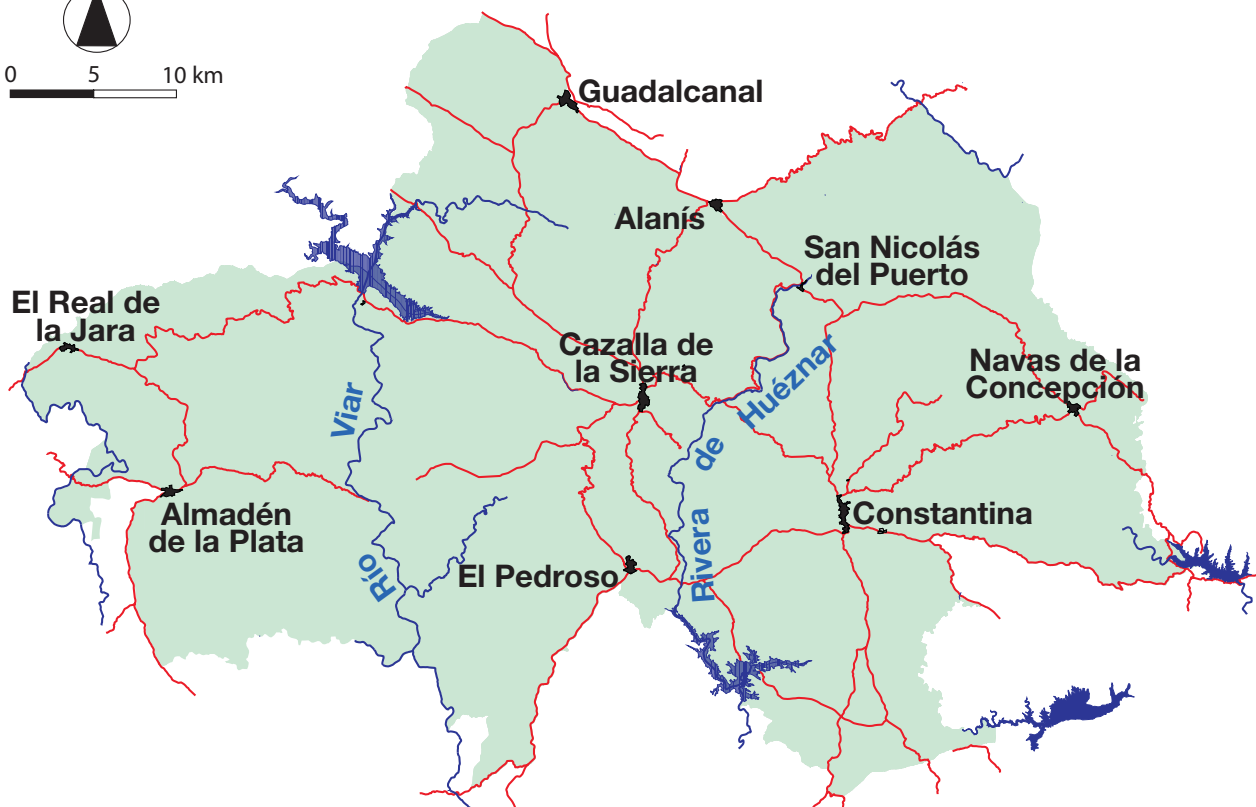 0 5 10 km
Guadalcanal
Alanís
San Nicolás
del Puerto
El Real de
la Jara
Cazalla de
la Sierra
Navas de la
Concepción
Viar
Río
Rivera de Huéznar
Almadén
de la Plata
Constantina
El Pedroso